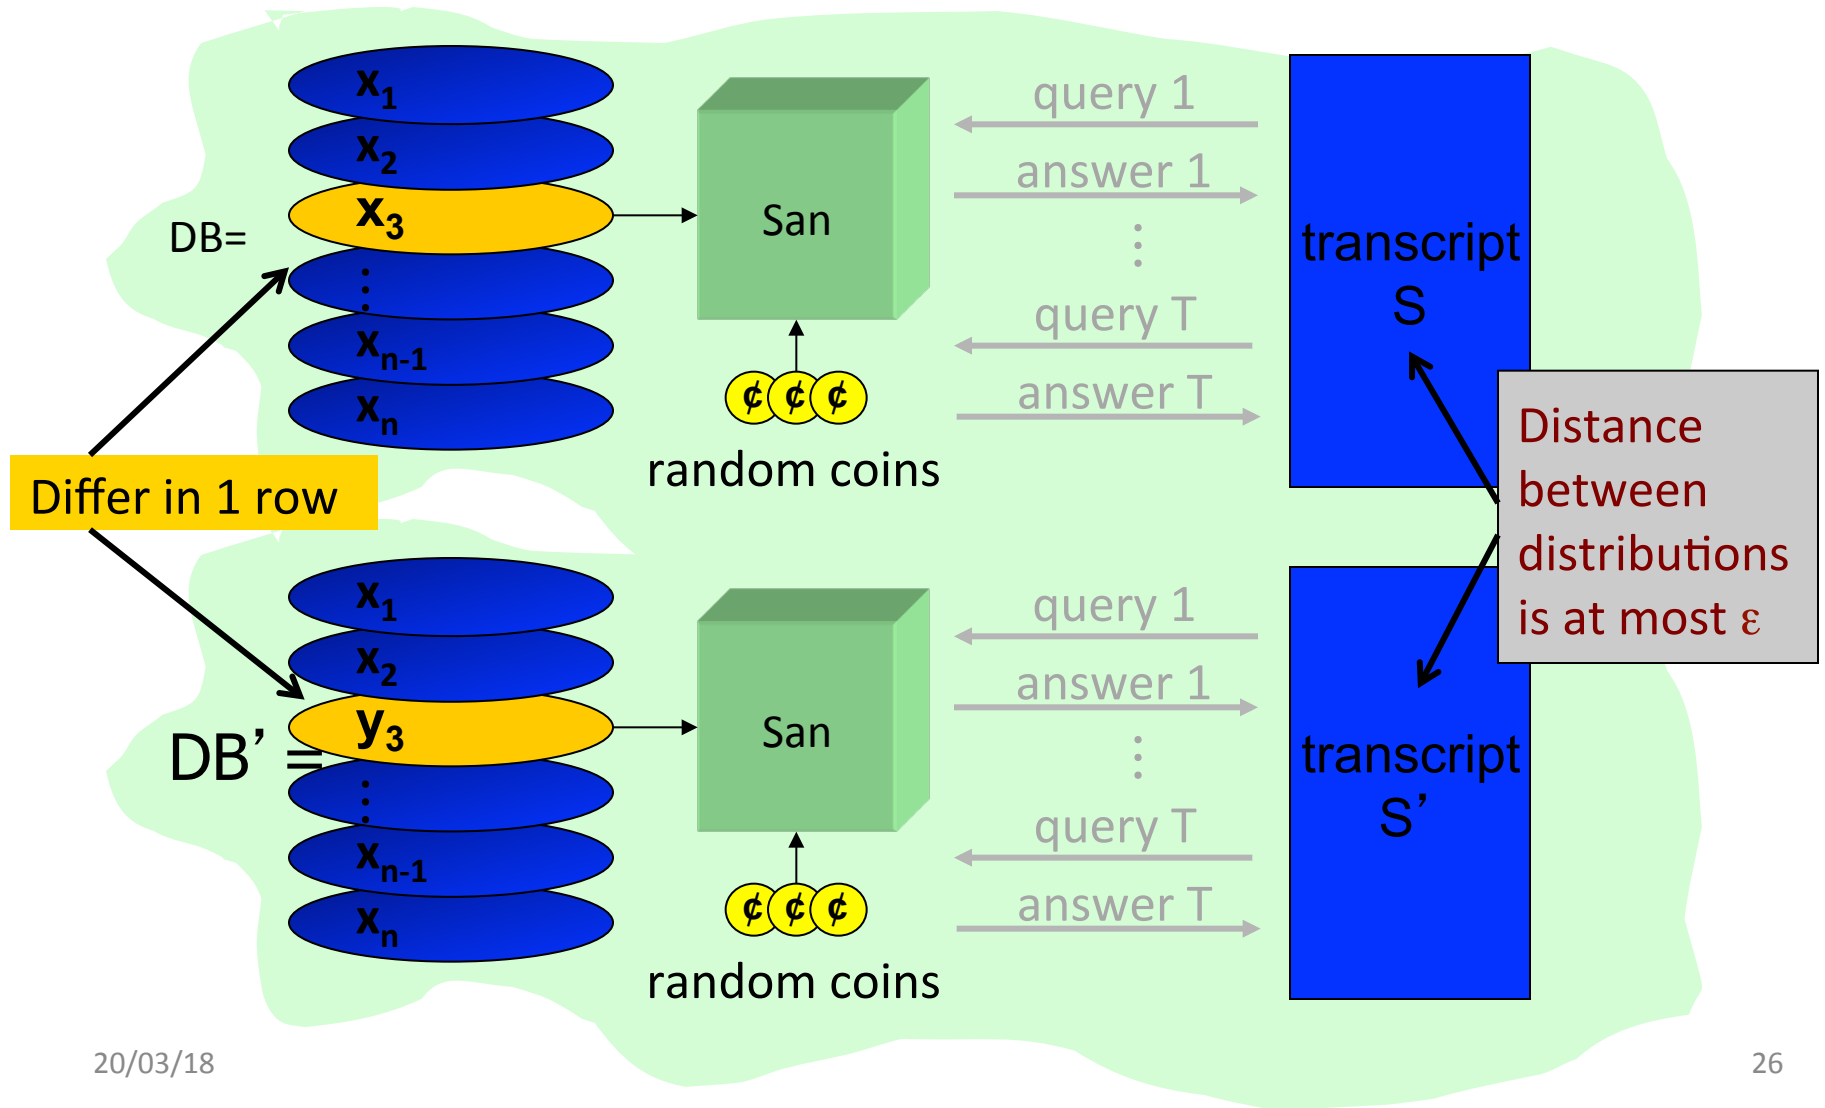 DB=
x1
x2
x3
⋮
xn-1
xn
San
¢ ¢ ¢
random coins
query 1
answer 1
⋮
query T
answer T
transcript
S
Differ in 1 row
Distance
between
distributions
is at most ε
DB’ =
x1
x2
y3
⋮
xn-1
xn
San
¢ ¢ ¢
random coins
query 1
answer 1
⋮
query T
answer T
transcript
S’
20/03/18
26